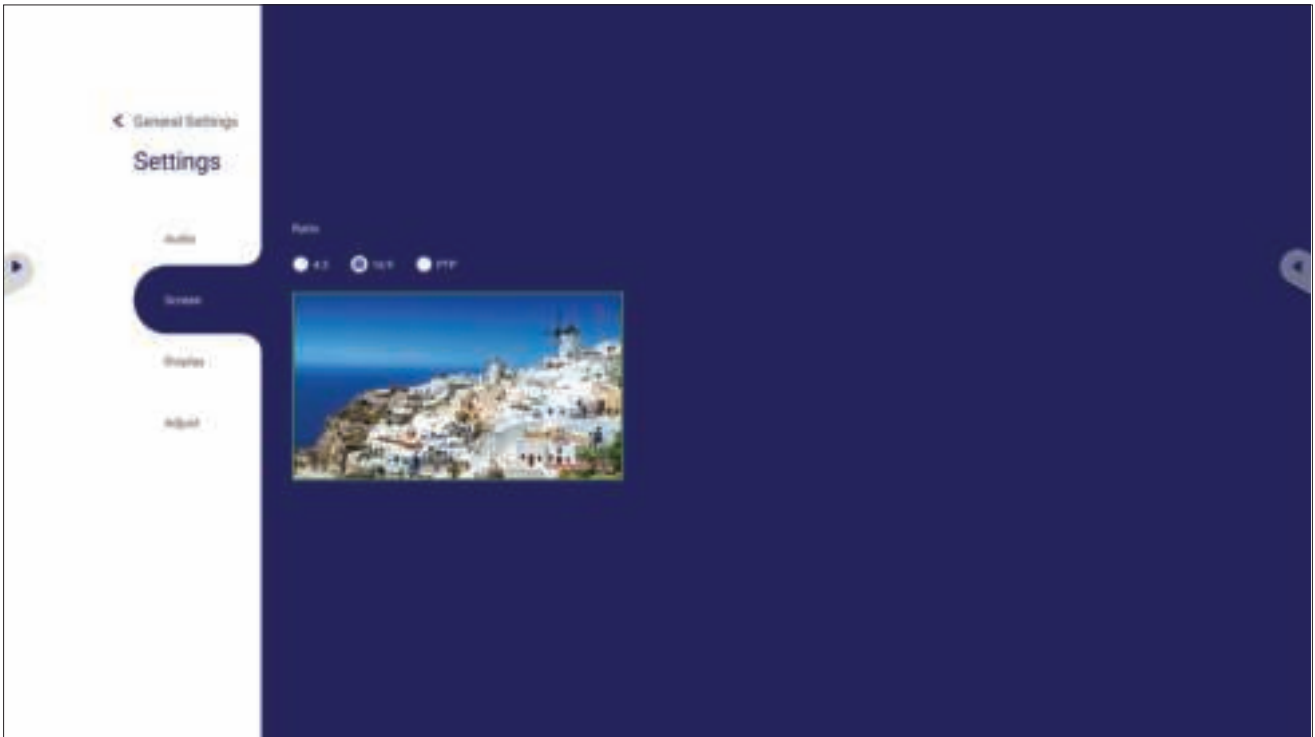 General Settings
Settings
Audio
Ratio
4:3 16:9 PTP
Screen
Display
Adjust